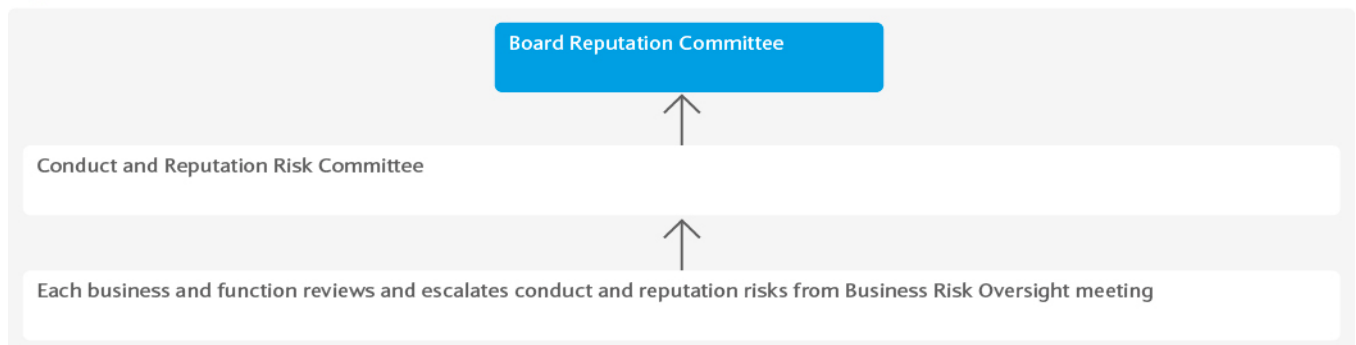 Board Reputation Committee
Conduct and Reputation Risk Committee
Each business and function reviews and escalates conduct and reputation risks from Business Risk Oversight meeting